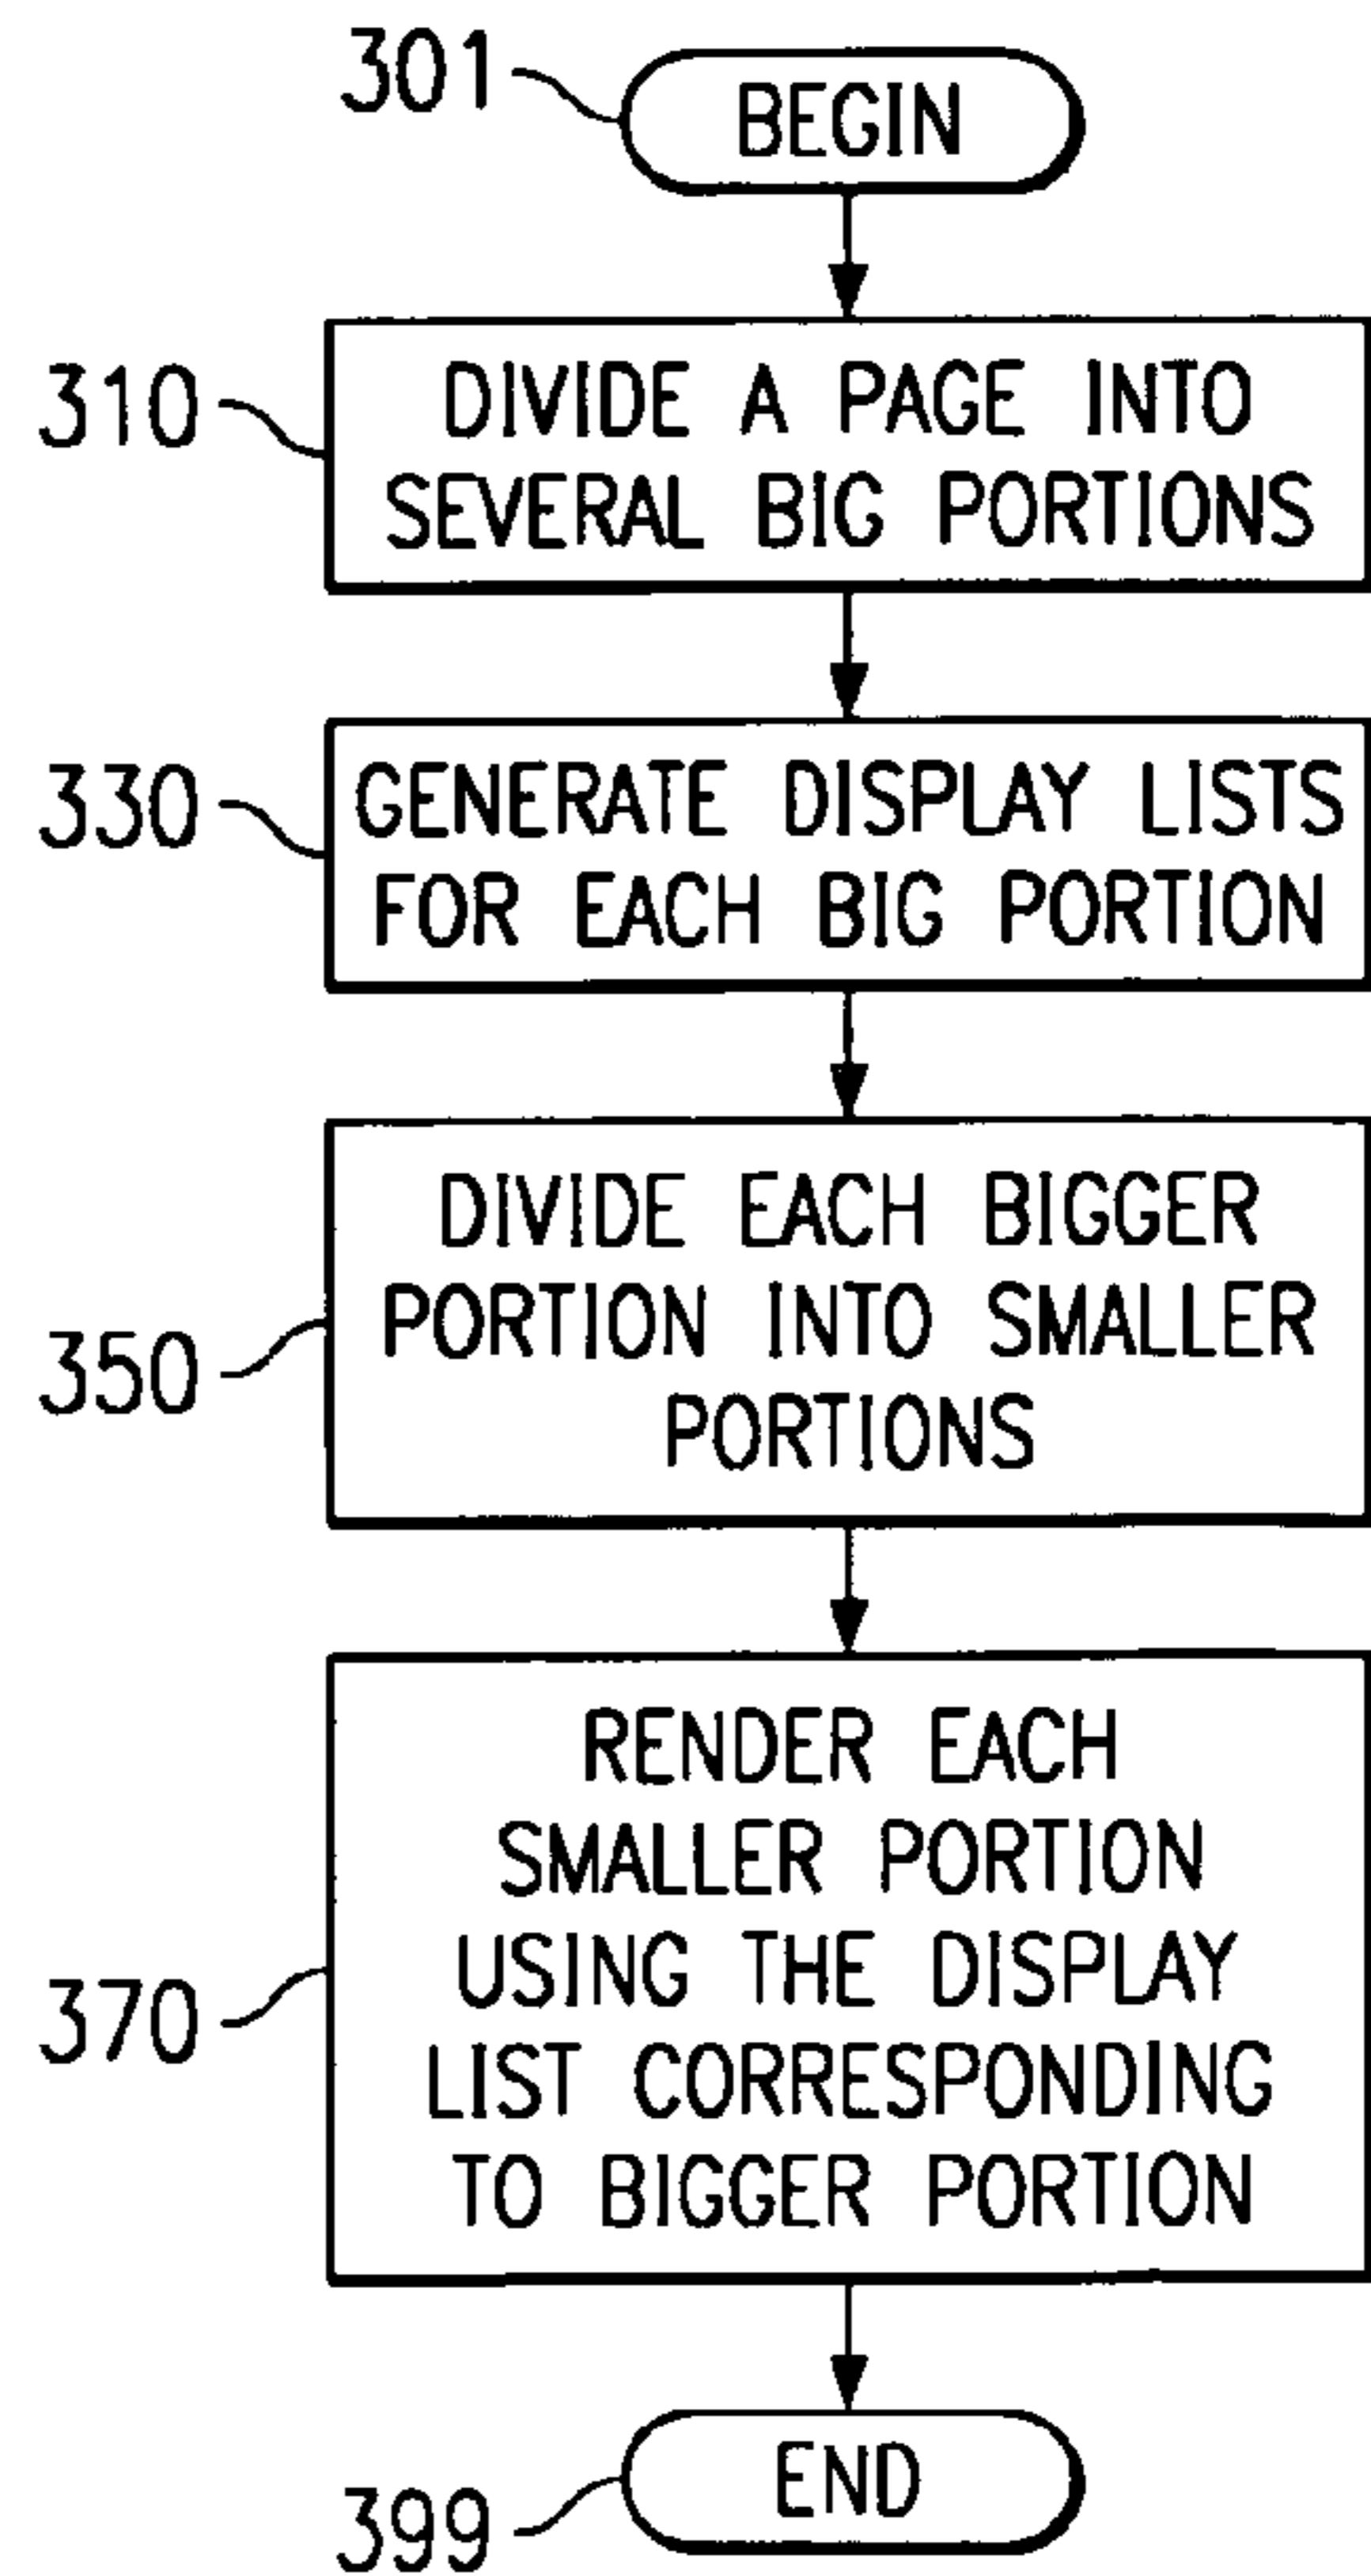 301
BEGIN
310
DIVIDE A PAGE INTO
SEVERAL BIG PORTIONS
330
GENERATE DISPLAY LISTS
FOR EACH BIG PORTION
350
DIVIDE EACH BIGGER
PORTION INTO SMALLER
PORTIONS
370
RENDER EACH
SMALLER PORTION
USING THE DISPLAY
LIST CORRESPONDING
TO BIGGER PORTION
399
END